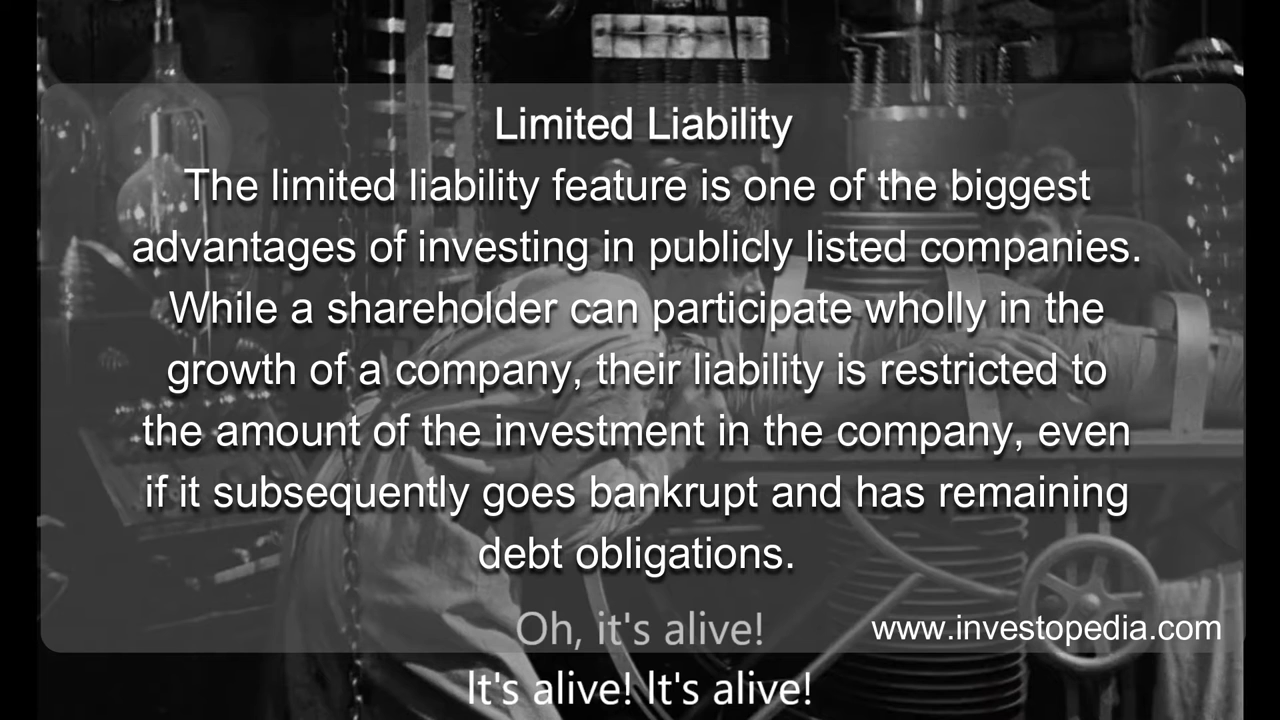 Limited Liability
The limited liability feature is one of the biggest
advantages of investing in publicly listed companies.
While a shareholder can participate wholly in the
growth of a company, their liability is restricted to
the amount of the investment in the company, even
if it subsequently goes bankrupt and has remaining
debt obligations.
Oh, it's alive!
www.investopedia.com
It's alive! It's alive!